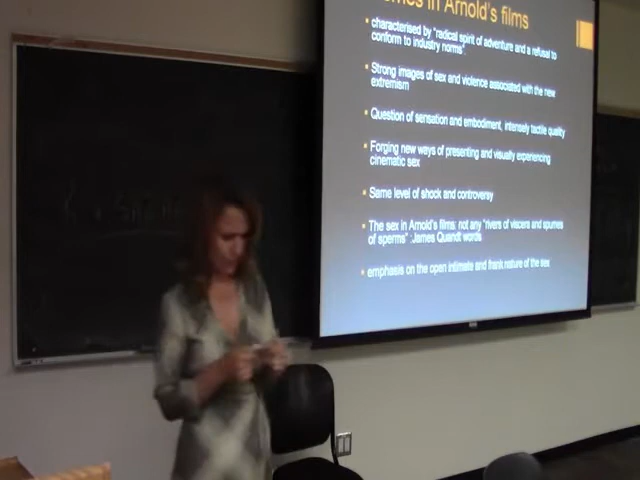 in Arnold's films
characterised by "radical spirit of adventure and a refusal to
conform to industry norms".
Strong images of sex and violence associated with the new
extremism
Question of sensation and embodiment, intensely tactile quality
Forging new ways of presenting and visually experiencing
cinematic sex
Same level of shock and controversy
The sex in Arnold's films: not any "rivers of viscera and spumes
of sperms" :James Quandt words
emphasis on the open intimate and frank nature of the sex